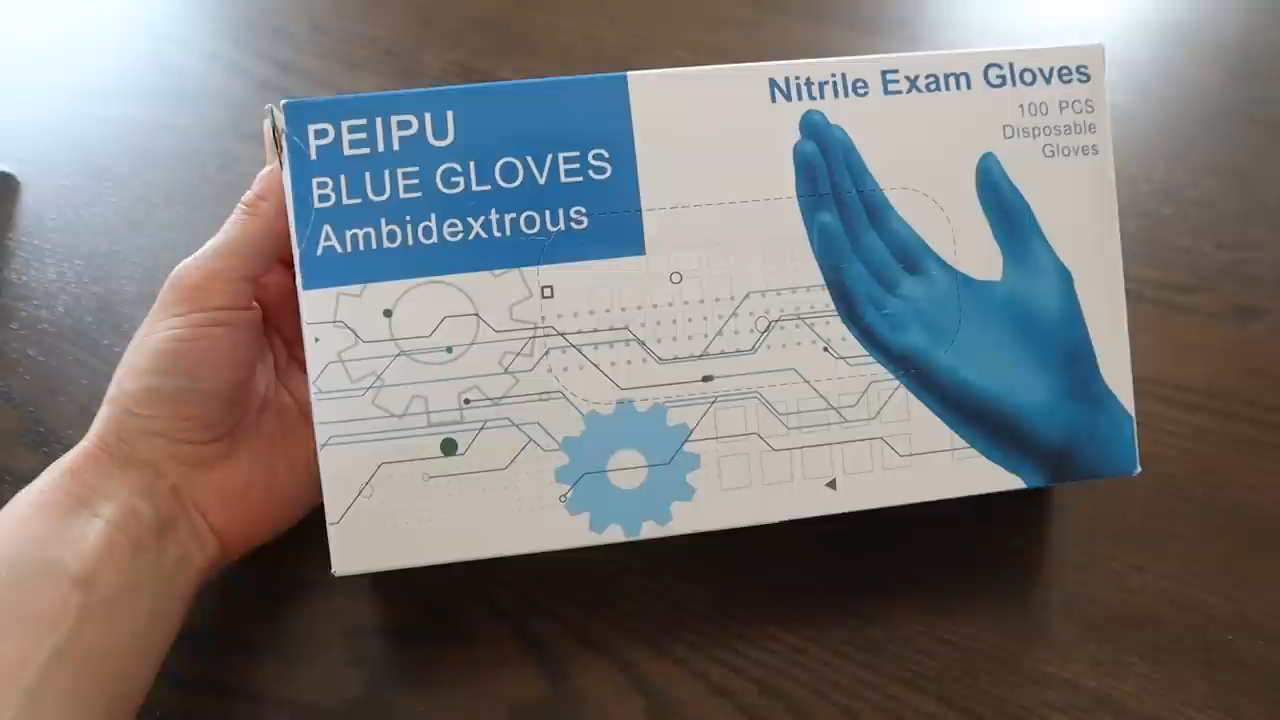 PEIPU
BLUE GLOVES
Ambidextrous
Nitrile Exam Gloves
100 PCS
Disposable
Gloves